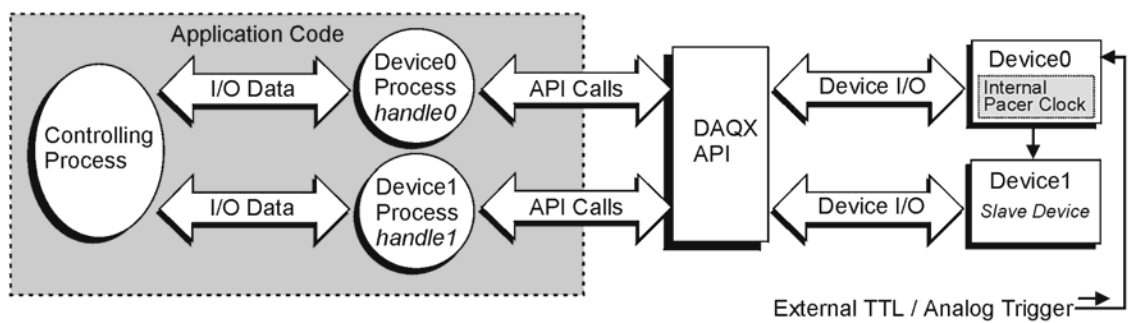 Application Code
Controlling
Process
I/O Data
Device0
Process
handle0
API Calls
DAQX
API
Device I/O
Device0
Internal
Pacer Clock
I/O Data
Device1
Process
handle1
API Calls
Device I/O
Device1
Slave Device
External TTL / Analog Trigger